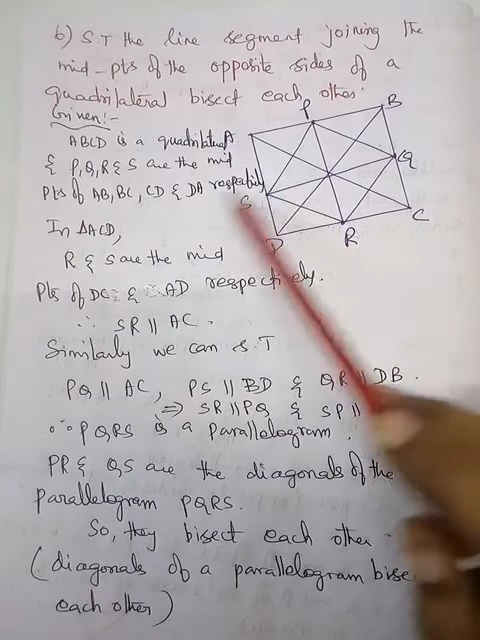 6) S.T the line segment joining the
mid-pts of the opposite sides of a
quadrilateral bisect each other.
Given:-
ABCD is a quadrilateral
& P,Q,R & S are the mid
Pts of AB, BC, CD & DA
P
B
A
Q
S
C
D
R
In ΔACD,
R & S are the mid
Pts of DC & AD respectively.
∴ SR || AC.
Similarly we can S.T
PQ || AC, PS || BD & QR || DB.
⇒ SR || PQ & SP ||
∴ PQRS is a parallelogram.
PR & QS are the diagonals of the
parallelogram PQRS.
So, they bisect each other.
(diagonals of a parallelogram
each other)